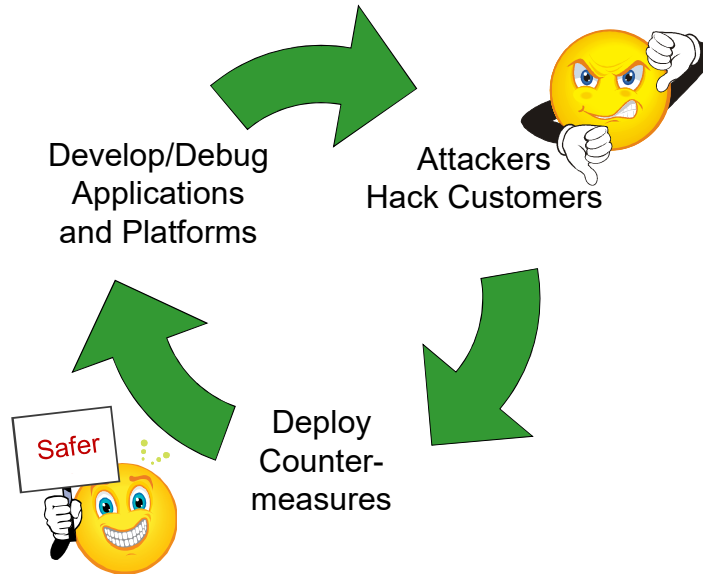 Develop/Debug
Applications
and Platforms
Attackers
Hack Customers
Deploy
Counter-
measures
Safer